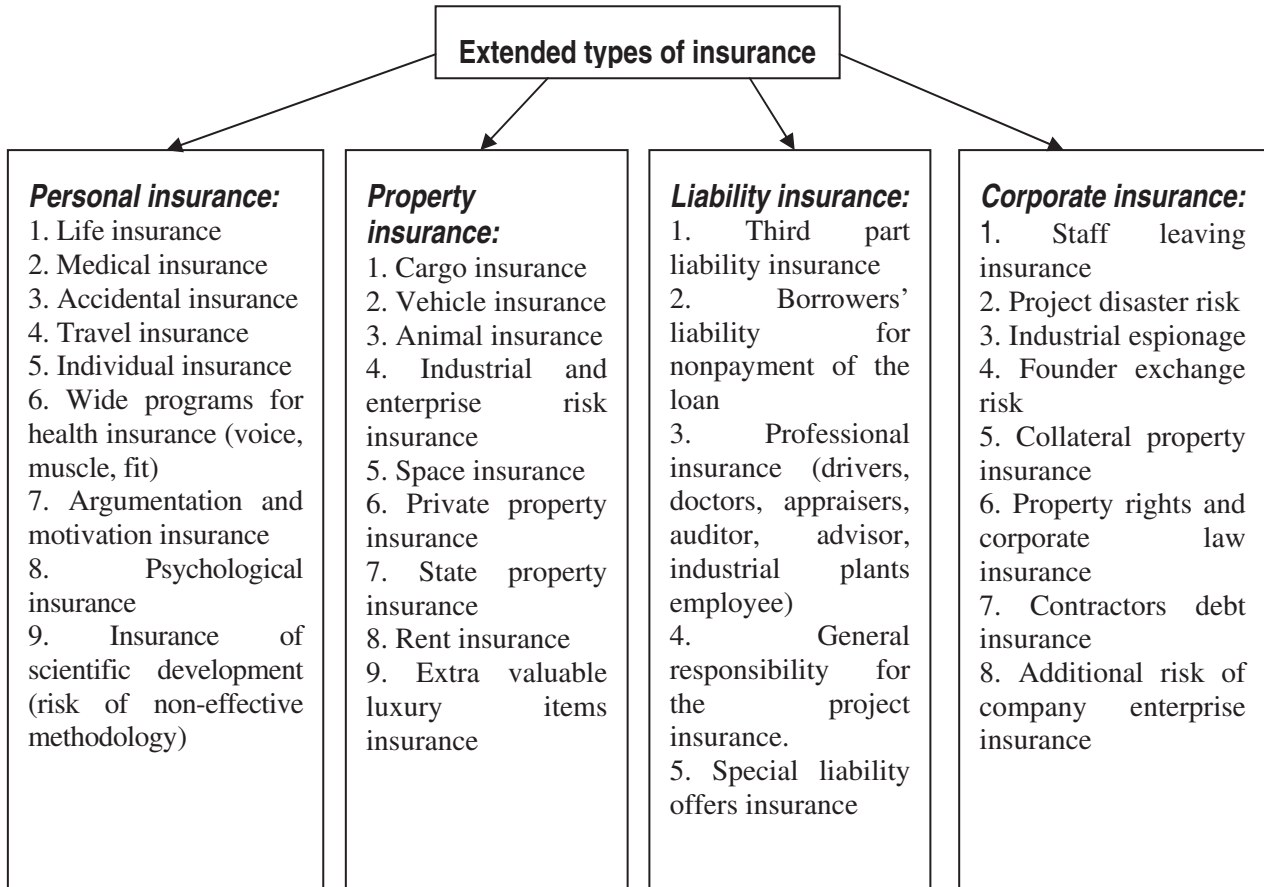 Extended types of insurance
Personal insurance:
1. Life insurance
2. Medical insurance
3. Accidental insurance
4. Travel insurance
5. Individual insurance
6. Wide programs for
health insurance (voice,
muscle, fit)
7. Argumentation and
motivation insurance
8. Psychological
insurance
9. Insurance of
scientific development
(risk of non-effective
methodology)
Property
insurance:
1. Cargo insurance
2. Vehicle insurance
3. Animal insurance
4. Industrial and
enterprise risk
insurance
5. Space insurance
6. Private property
insurance
7. State property
insurance
8. Rent insurance
9. Extra valuable
luxury items
insurance
Liability insurance:
1. Third part
liability insurance
2. Borrowers’
liability for
nonpayment of the
loan
3. Professional
insurance (drivers,
doctors, appraisers,
auditor, advisor,
industrial plants
employee)
4. General
responsibility for
the project
insurance.
5. Special liability
offers insurance
Corporate insurance:
1. Staff leaving
insurance
2. Project disaster risk
3. Industrial espionage
4. Founder exchange
risk
5. Collateral property
insurance
6. Property rights and
corporate law
insurance
7. Contractors debt
insurance
8. Additional risk of
company enterprise
insurance